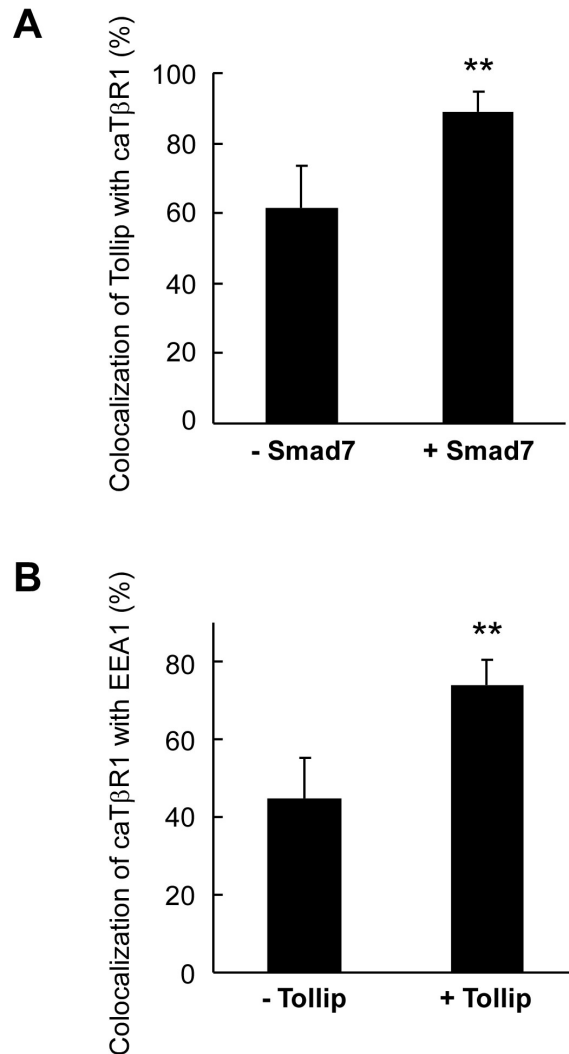 A
Colocalization of Tollip with caTβR1 (%)
100
80
60
40
20
0
**
- Smad7
+ Smad7
B
Colocalization of caTβR1 with EEA1 (%)
80
60
40
20
0
**
- Tollip
+ Tollip